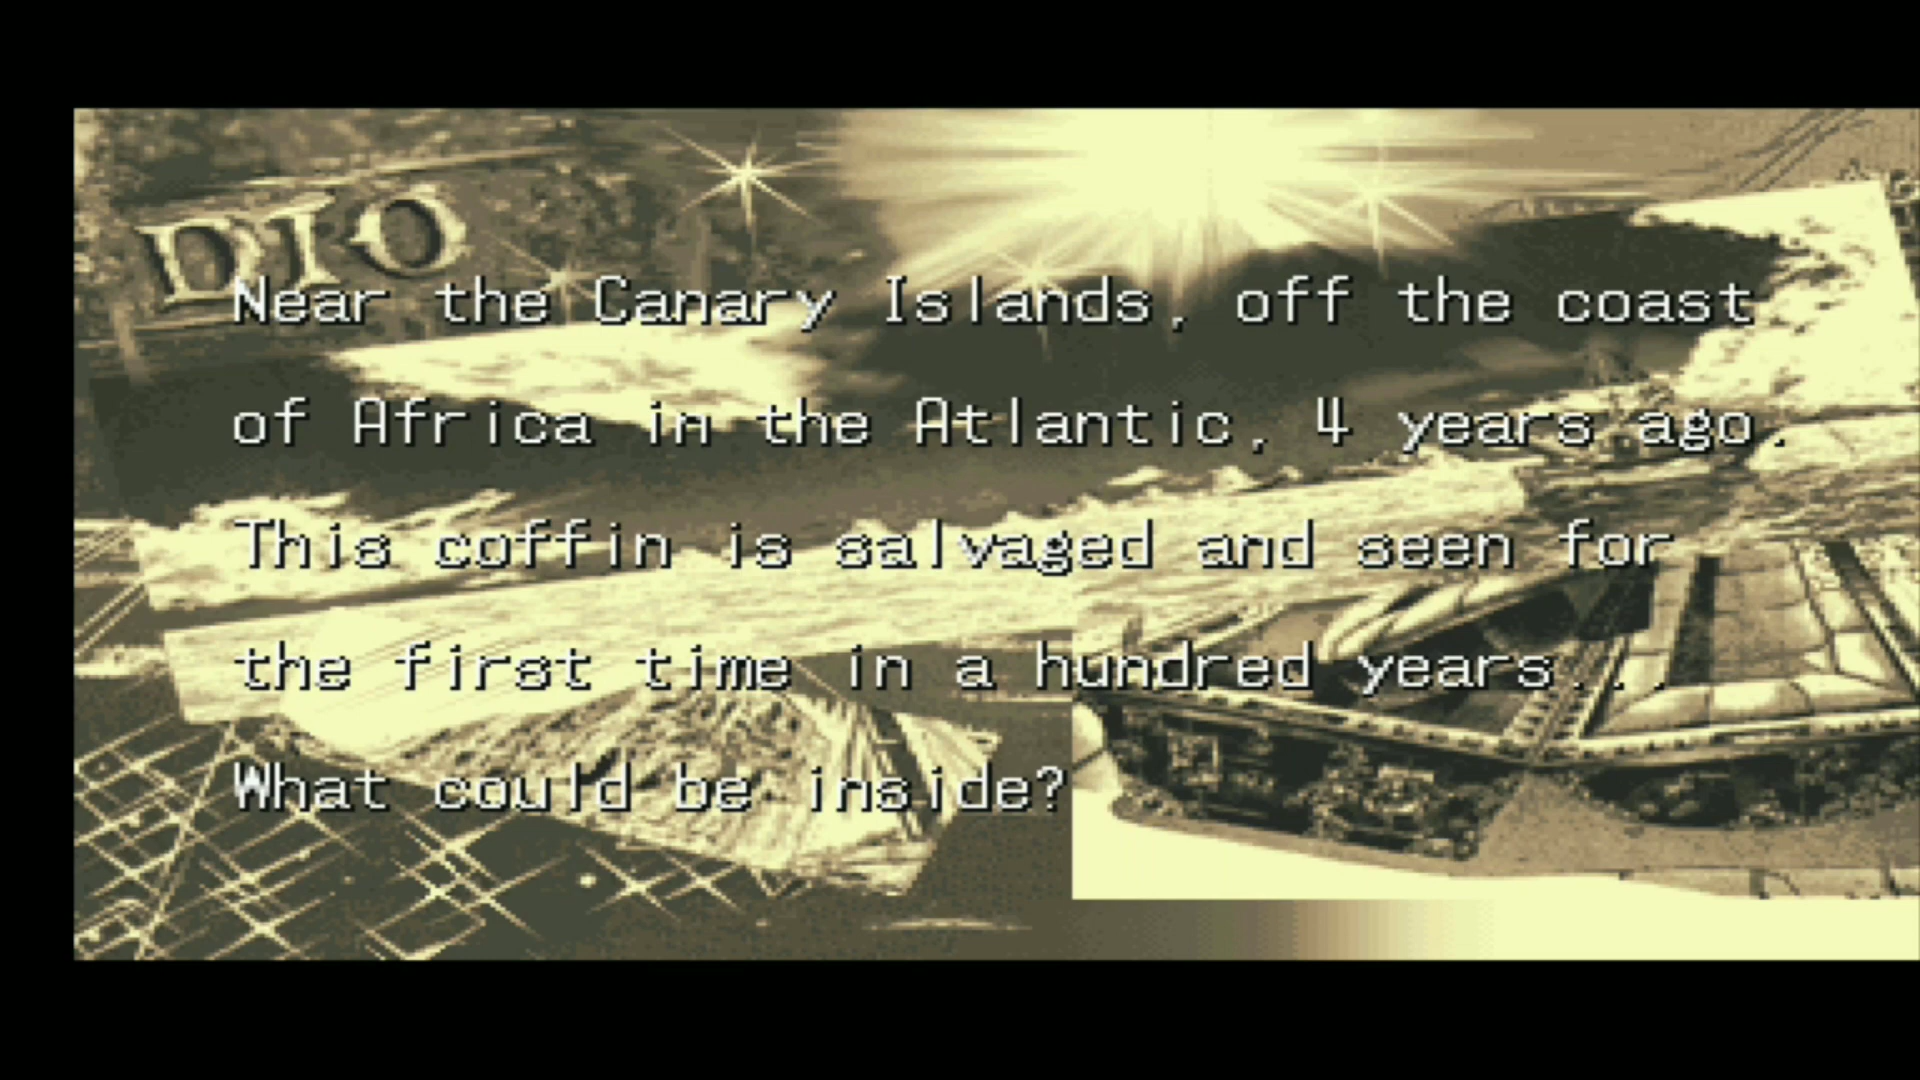 DIO
Near the Canary Islands, off the coast
of Africa in the Atlantic, 4 years ago.
This coffin is salvaged and seen for
the first time in a hundred years...
What could be inside?